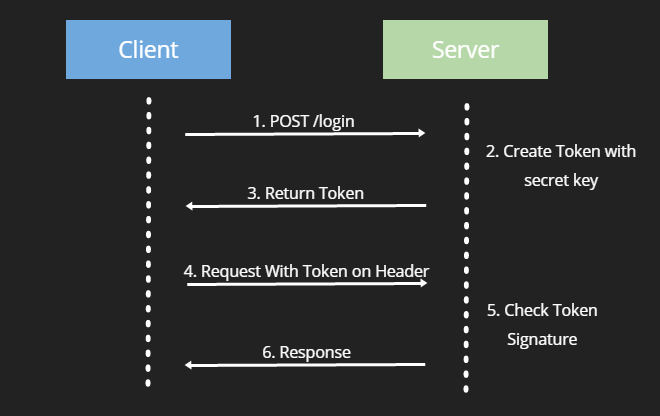 Client
Server
1. POST /login
2. Create Token with
secret key
3. Return Token
4. Request With Token on Header
5. Check Token
Signature
6. Response